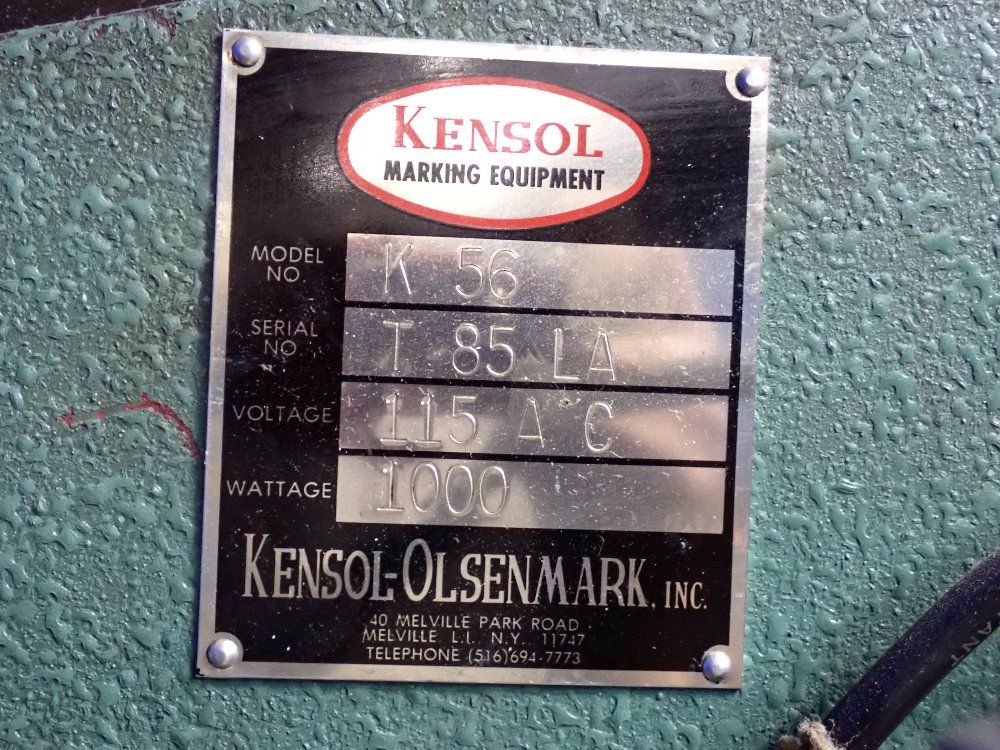 KENSOL
MARKING EQUIPMENT
MODEL NO. K 56
SERIAL NO T 85 LA
VOLTAGE 115 A C
WATTAGE 1000
KENSOL-OLSENMARK, INC.
40 MELVILLE PARK ROAD
MELVILLE L.I. N.Y. 11747
TELEPHONE (516)694-7773
ANT